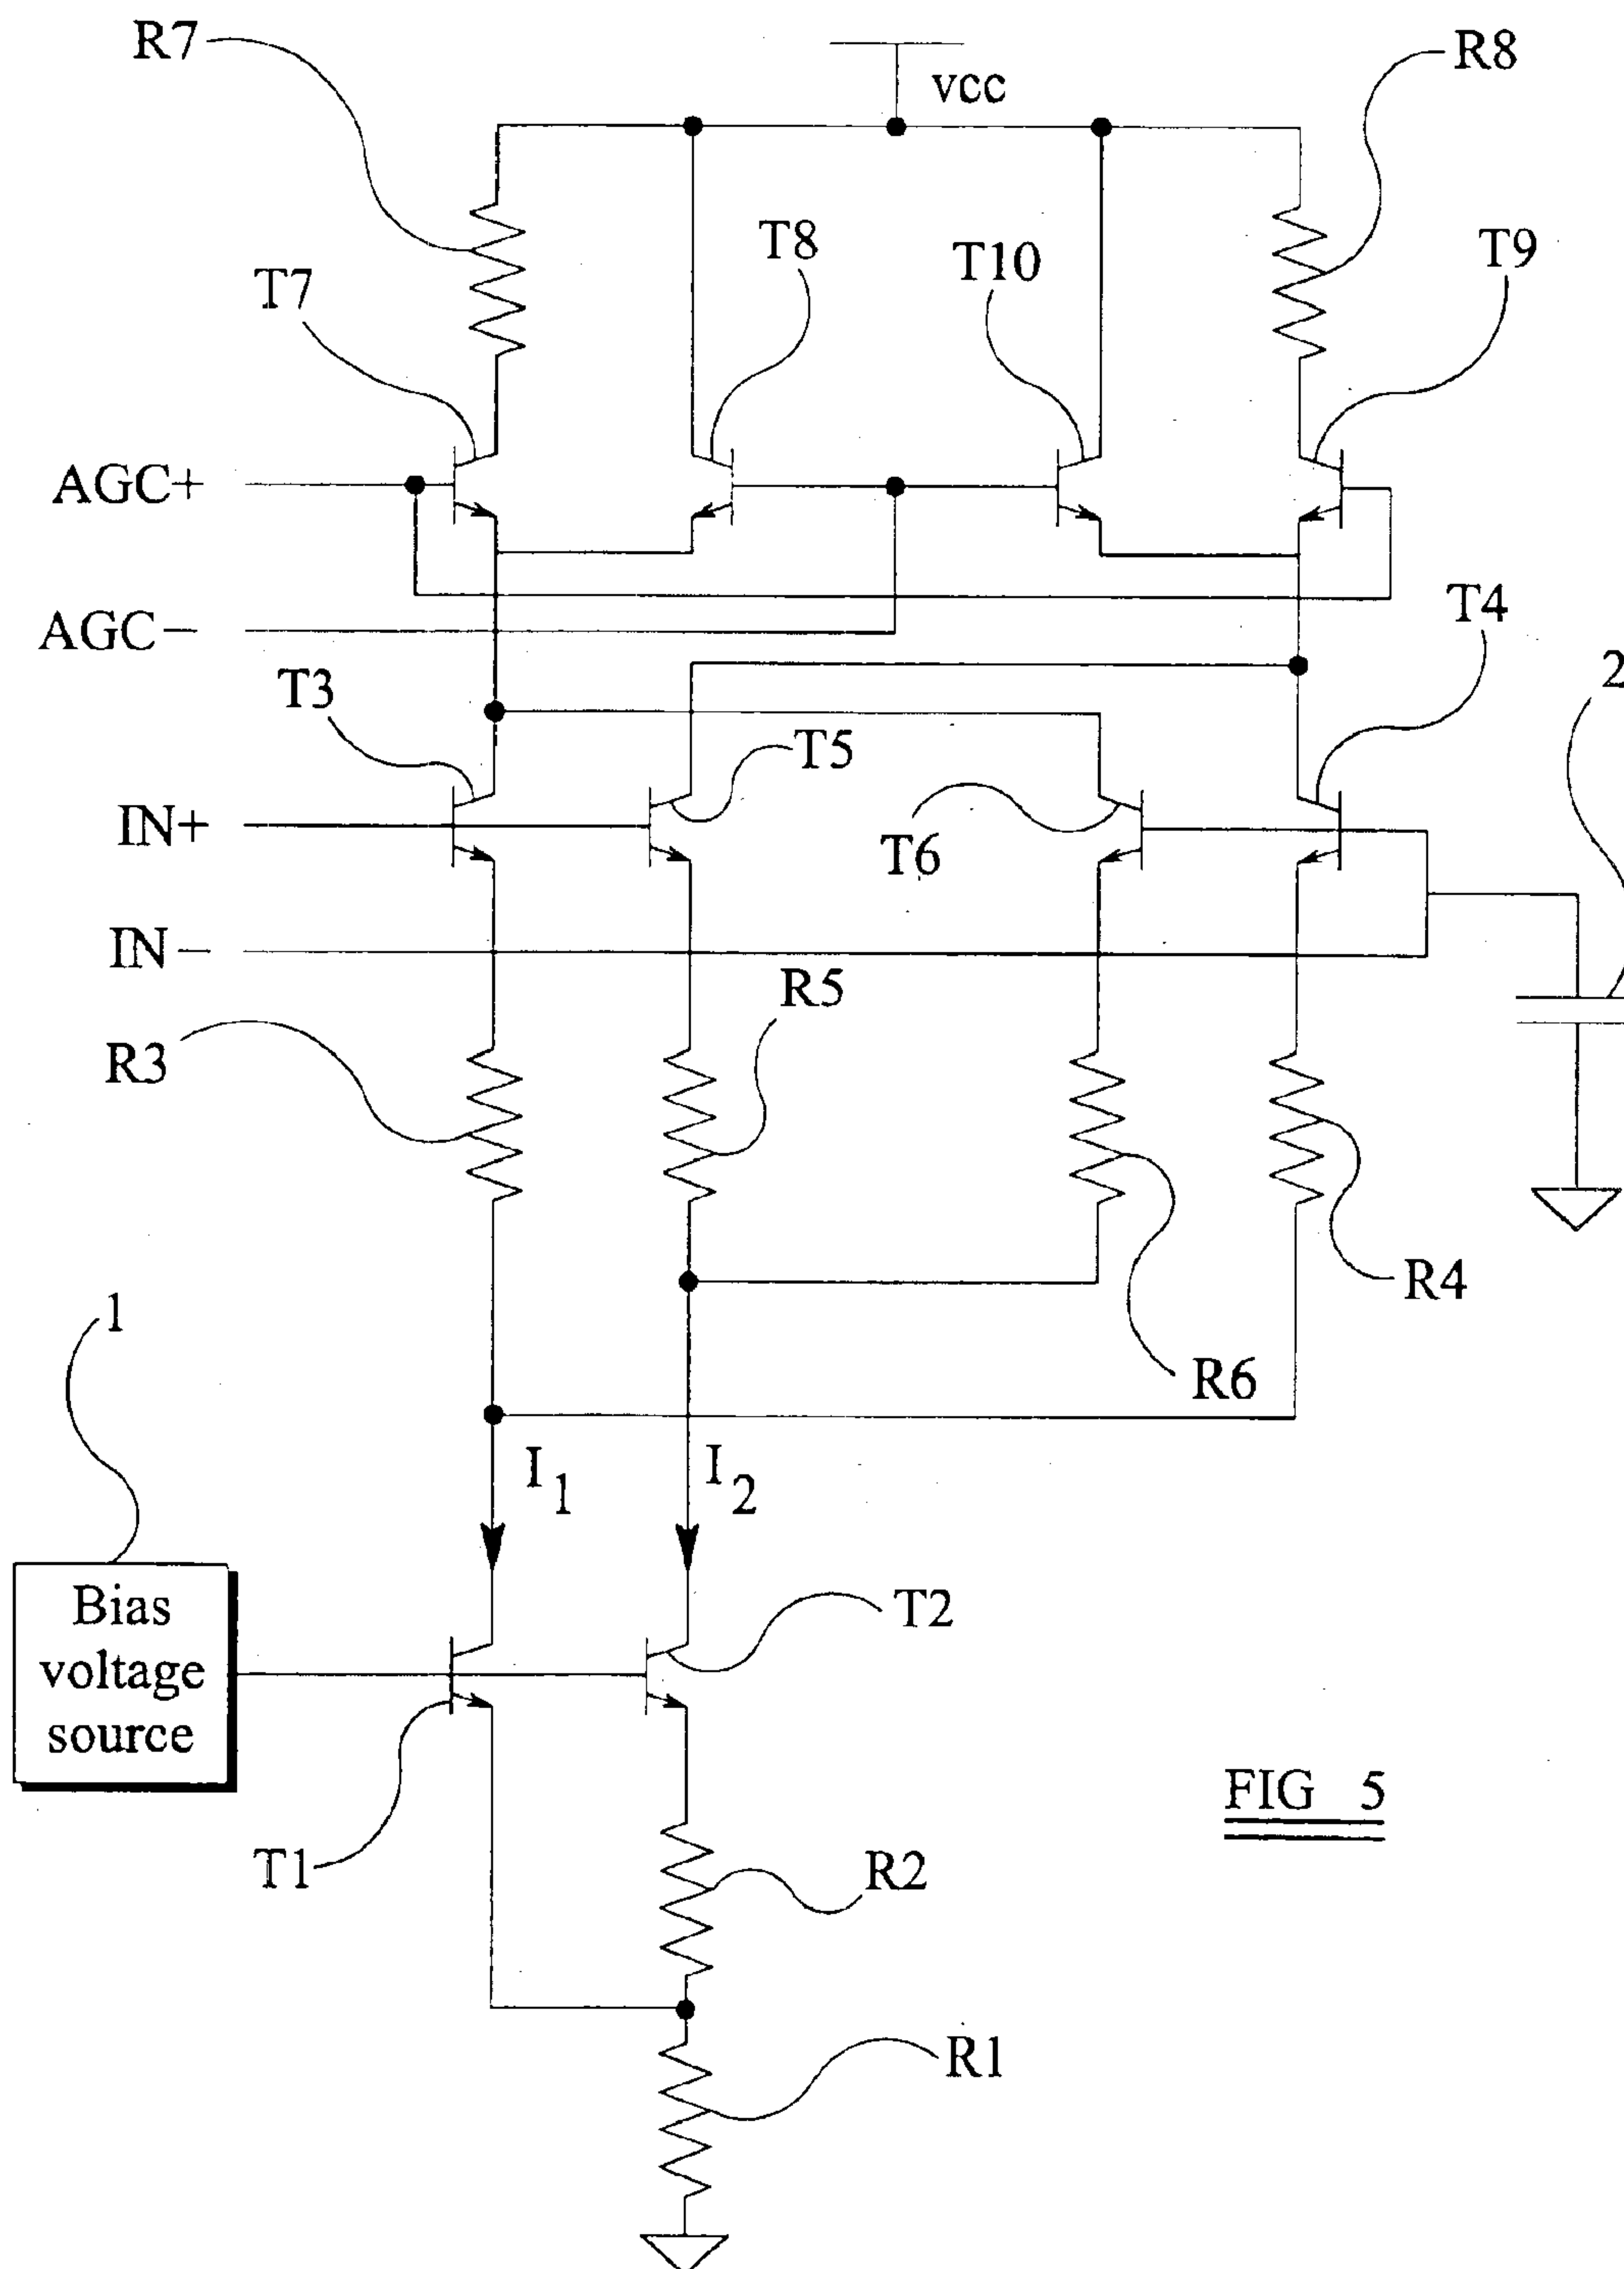 R7
R8
vcc
T8
T10
T9
T7
AGC+
AGC−
T4
2
T3
T5
IN+
T6
IN−
R5
R3
R4
1
R6
I1
I2
T2
Bias
voltage
source
T1
R2
FIG 5
R1